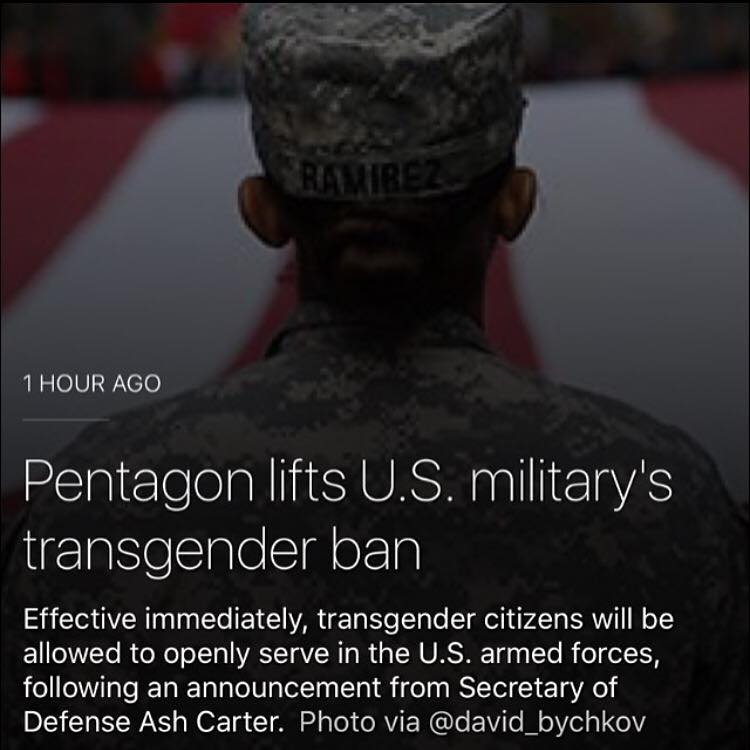 RAMIREZ
1 HOUR AGO
Pentagon lifts U.S. military's
transgender ban
Effective immediately, transgender citizens will be
allowed to openly serve in the U.S. armed forces,
following an announcement from Secretary of
Defense Ash Carter. Photo via @david_bychkov